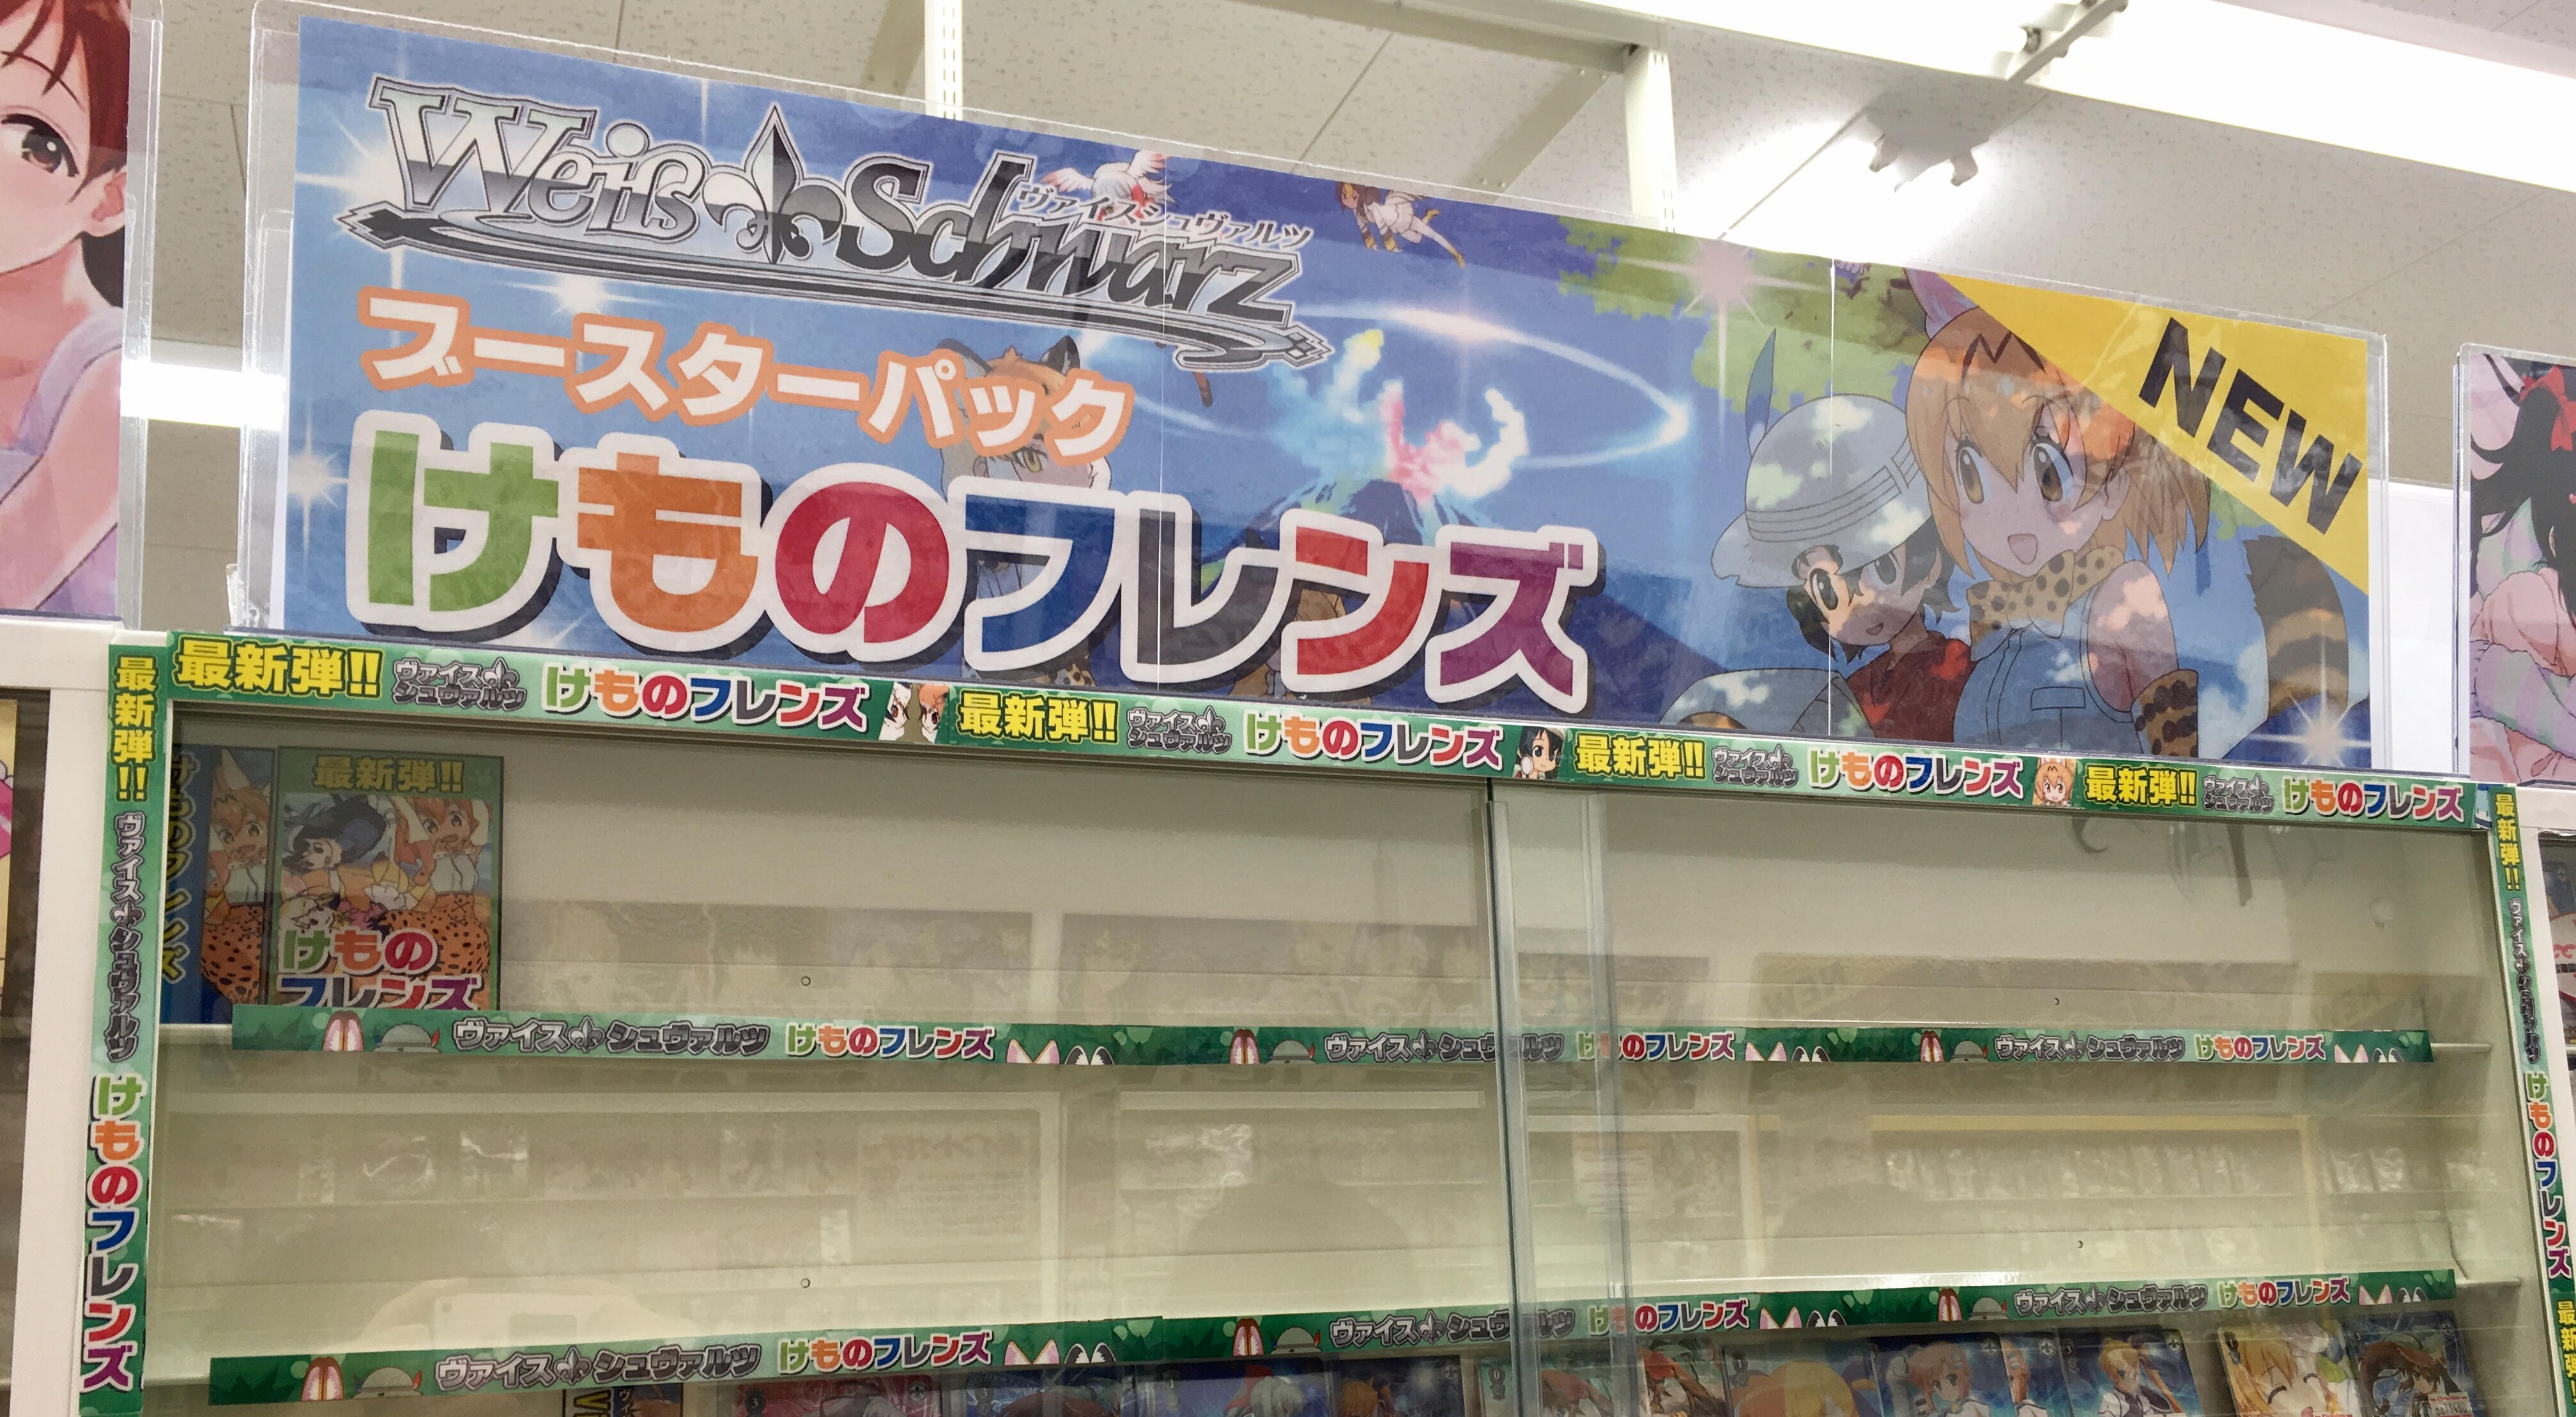 Weiß Schwarz
ヴァイスシュヴァルツ
ブースターパック
けものフレンズ
NEW
最新弾!! ヴァイスシュヴァルツ けものフレンズ 最新弾!! ヴァイスシュヴァルツ けものフレンズ 最新弾!! ヴァイスシュヴァルツ けものフレンズ 最新弾!! ヴァイスシュヴァルツ けものフレンズ
最新弾!! ヴァイスシュヴァルツ けものフレンズ
最新弾!!
けもの
フレンズ
ヴァイスシュヴァルツ けものフレンズ ヴァイスシュヴァルツ けものフレンズ ヴァイスシュヴァルツ けものフレンズ
ヴァイスシュヴァルツ けものフレンズ ヴァイスシュヴァルツ けものフレンズ ヴァイスシュヴァルツ けものフレンズ
最新弾!! ヴァイスシュヴァルツ けものフレンズ 最新弾